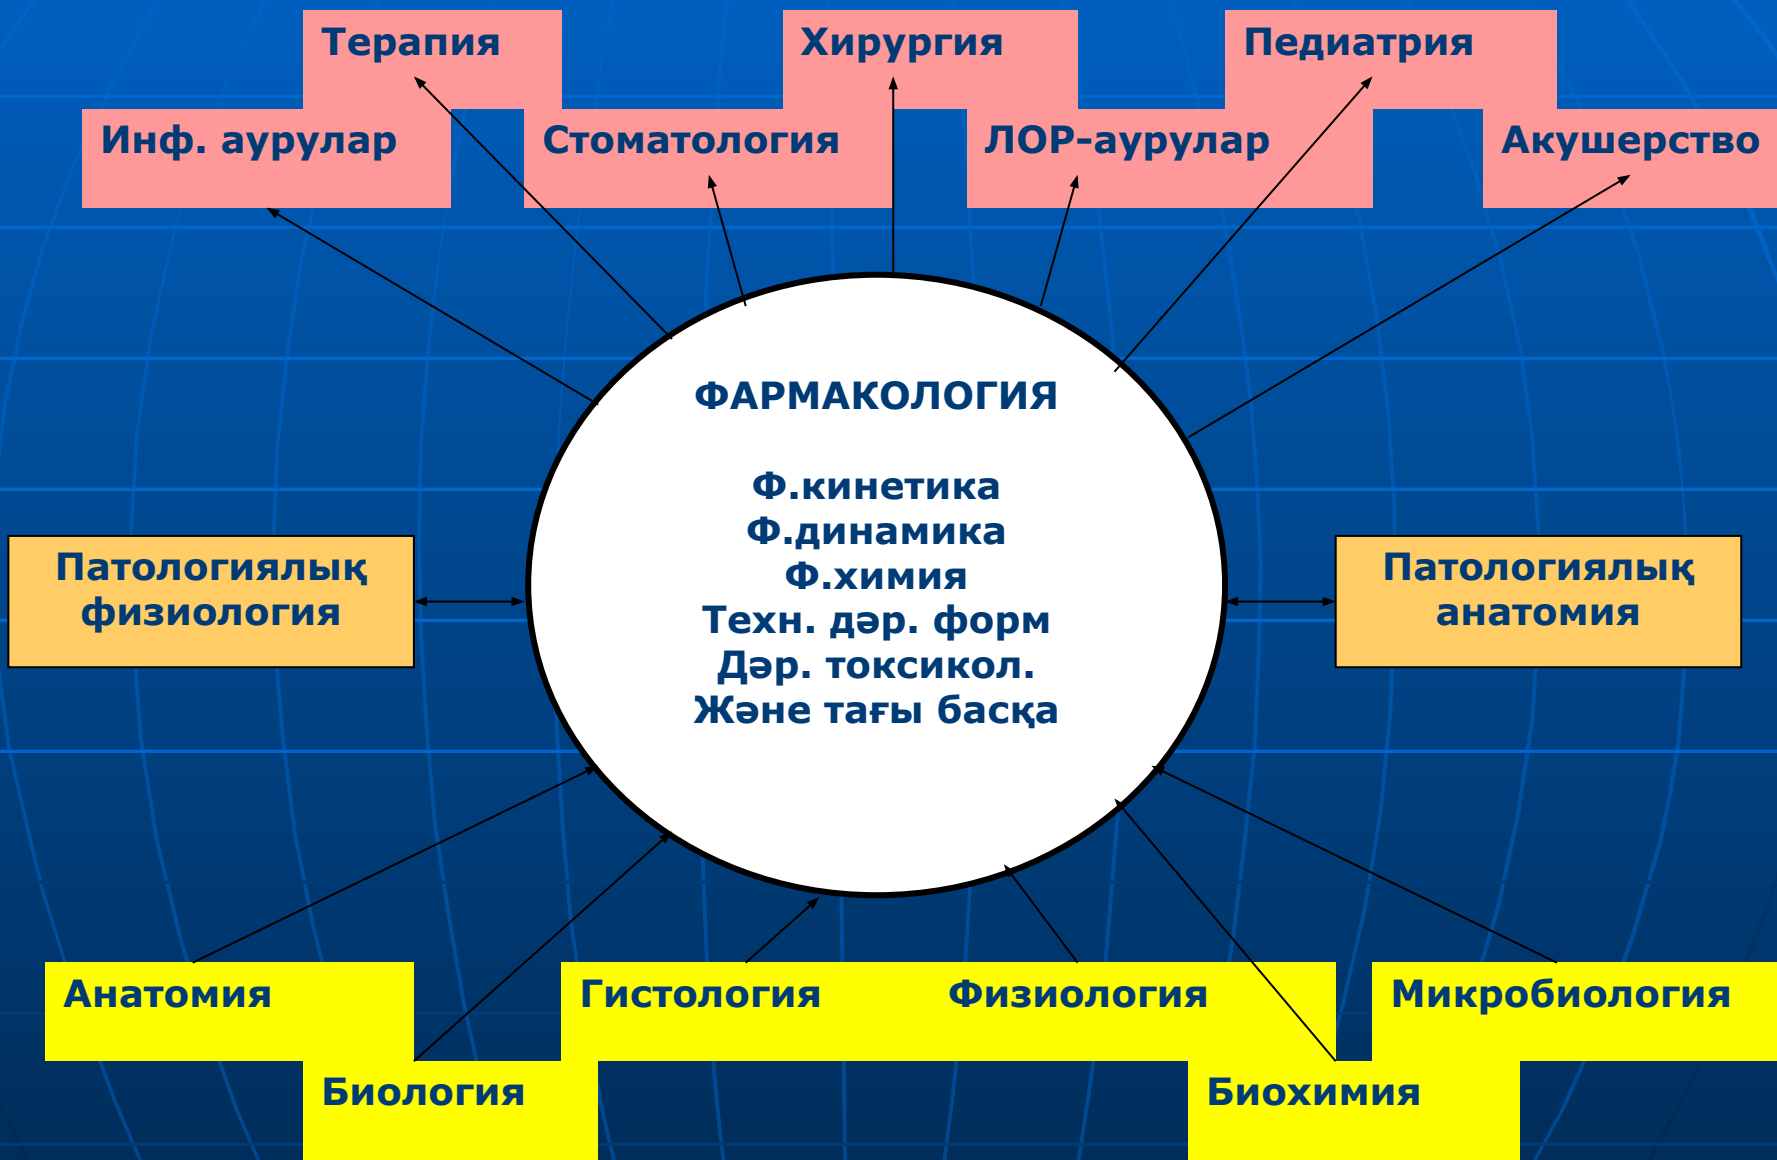 Терапия
Хирургия
Педиатрия
Инф. аурулар
Стоматология
ЛОР-аурулар
Акушерство
ФАРМАКОЛОГИЯ
Ф.кинетика
Ф.динамика
Ф.химия
Техн. дәр. форм
Дәр. токсикол.
Және тағы басқа
Патологиялық
физиология
Патологиялық
анатомия
Анатомия
Гистология
Физиология
Микробиология
Биология
Биохимия